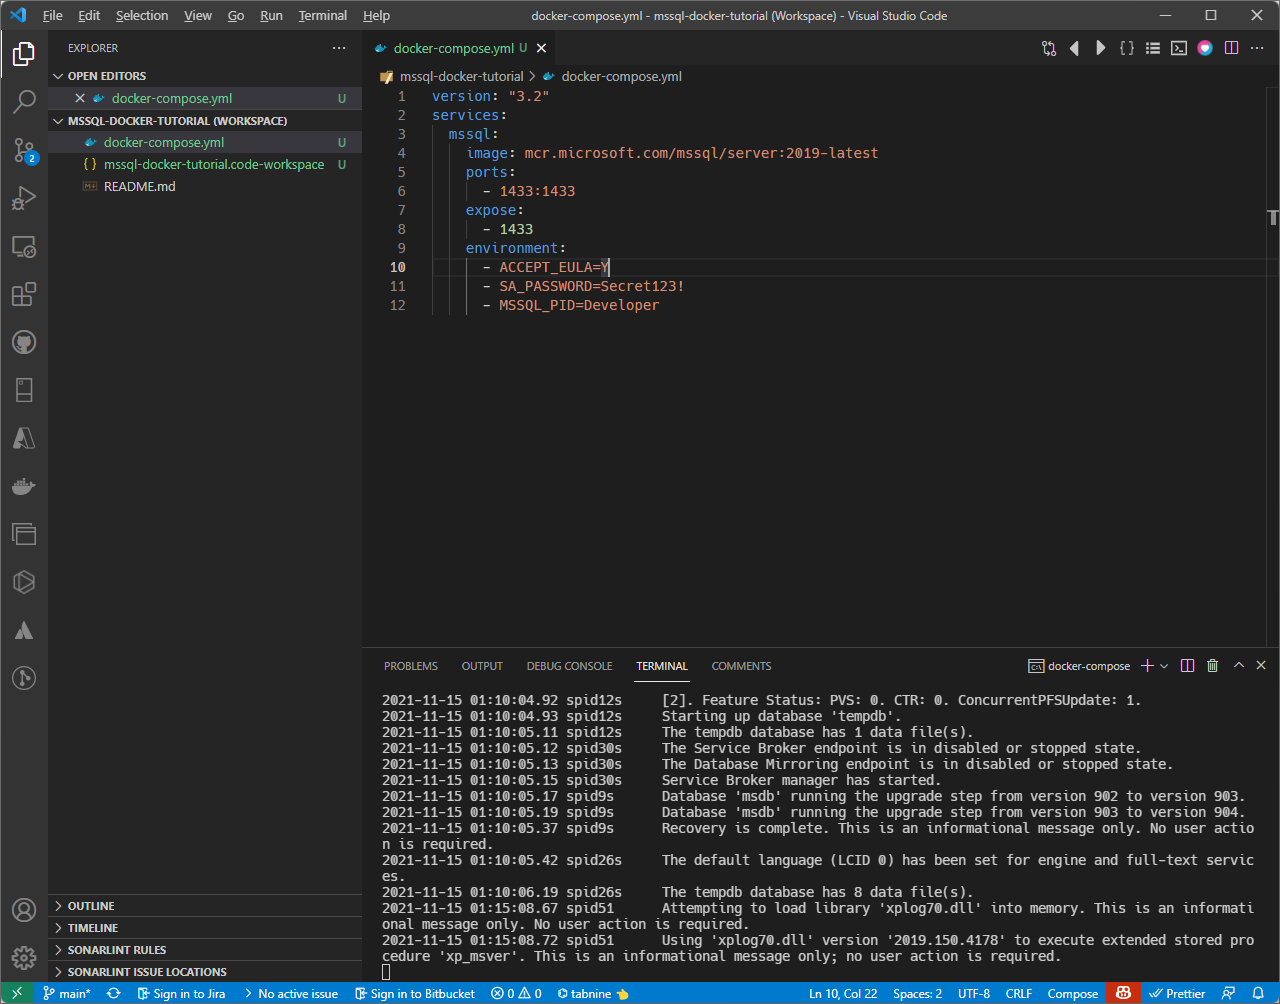 File Edit Selection View Go Run Terminal Help docker-compose.yml - mssql-docker-tutorial (Workspace) - Visual Studio Code
EXPLORER
OPEN EDITORS
docker-compose.yml U
MSSQL-DOCKER-TUTORIAL (WORKSPACE)
docker-compose.yml U
mssql-docker-tutorial.code-workspace U
README.md
2
OUTLINE
TIMELINE
SONARLINT RULES
SONARLINT ISSUE LOCATIONS
docker-compose.yml U
mssql-docker-tutorial > docker-compose.yml
1 version: "3.2"
2 services:
3 mssql:
4 image: mcr.microsoft.com/mssql/server:2019-latest
5 ports:
6 - 1433:1433
7 expose:
8 - 1433
9 environment:
10 - ACCEPT_EULA=Y
11 - SA_PASSWORD=Secret123!
12 - MSSQL_PID=Developer
PROBLEMS OUTPUT DEBUG CONSOLE TERMINAL COMMENTS docker-compose
2021-11-15 01:10:04.92 spid12s [2]. Feature Status: PVS: 0. CTR: 0. ConcurrentPFSUpdate: 1.
2021-11-15 01:10:04.93 spid12s Starting up database 'tempdb'.
2021-11-15 01:10:05.11 spid12s The tempdb database has 1 data file(s).
2021-11-15 01:10:05.12 spid30s The Service Broker endpoint is in disabled or stopped state.
2021-11-15 01:10:05.13 spid30s The Database Mirroring endpoint is in disabled or stopped state.
2021-11-15 01:10:05.15 spid30s Service Broker manager has started.
2021-11-15 01:10:05.17 spid9s Database 'msdb' running the upgrade step from version 902 to version 903.
2021-11-15 01:10:05.19 spid9s Database 'msdb' running the upgrade step from version 903 to version 904.
2021-11-15 01:10:05.37 spid9s Recovery is complete. This is an informational message only. No user actio
n is required.
2021-11-15 01:10:05.42 spid26s The default language (LCID 0) has been set for engine and full-text servic
es.
2021-11-15 01:10:06.19 spid26s The tempdb database has 8 data file(s).
2021-11-15 01:15:08.67 spid51 Attempting to load library 'xplog70.dll' into memory. This is an informati
onal message only. No user action is required.
2021-11-15 01:15:08.72 spid51 Using 'xplog70.dll' version '2019.150.4178' to execute extended stored pro
cedure 'xp_msver'. This is an informational message only; no user action is required.
main* Sign in to Jira No active issue Sign in to Bitbucket 0 0 tabnine Ln 10, Col 22 Spaces: 2 UTF-8 CRLF Compose Prettier